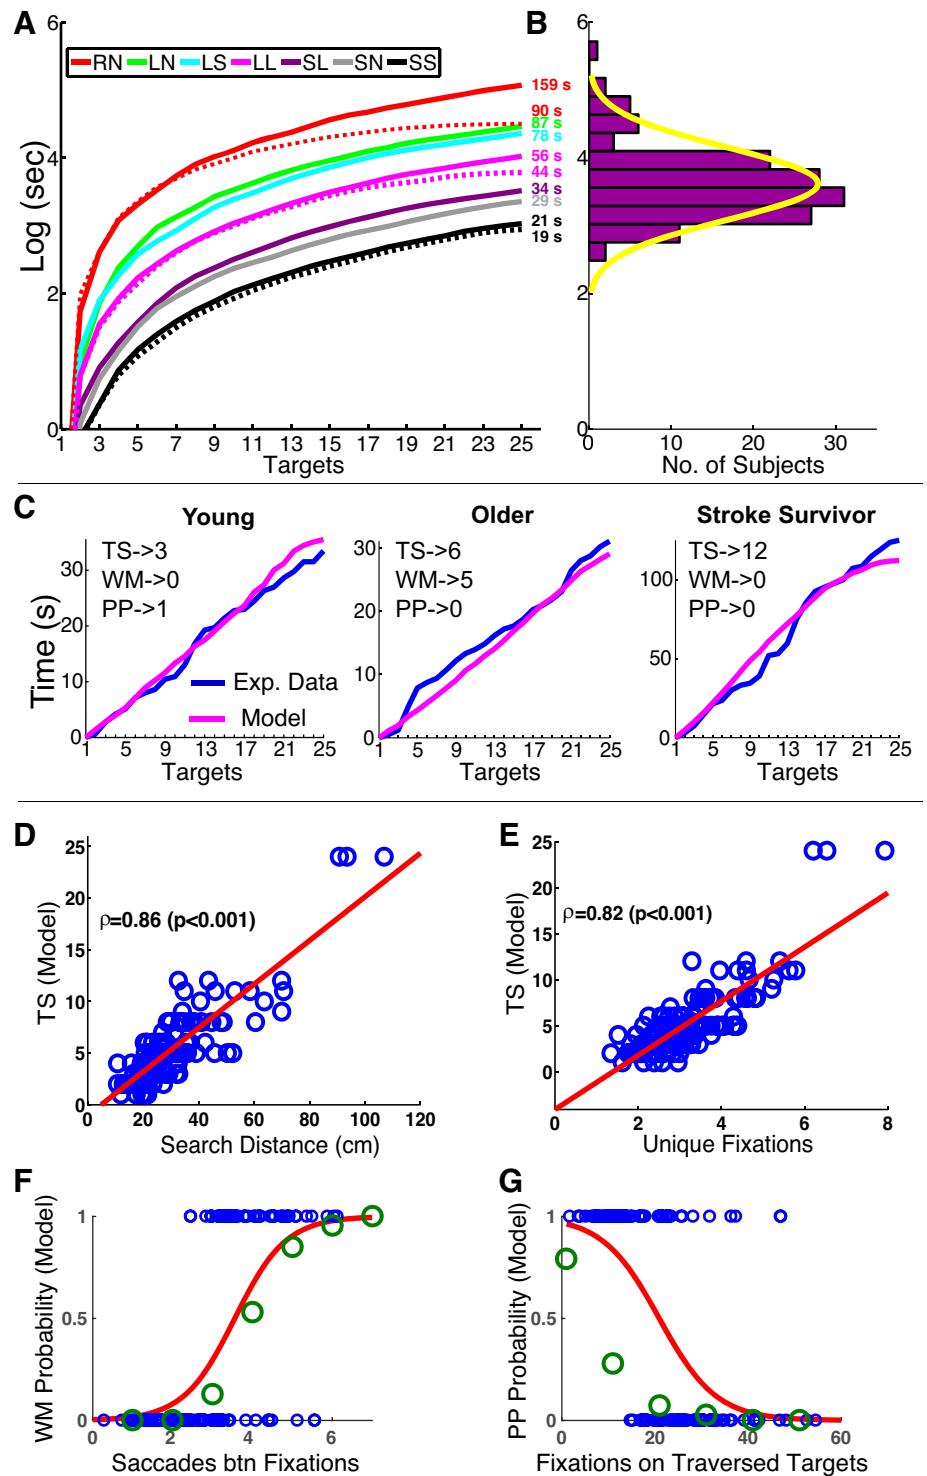 A
B
6
4
2
0
Log (sec)
RN LN LS LL SL SN SS
159 s
90 s
87 s
78 s
56 s
44 s
34 s
29 s
21 s
19 s
1 3 5 7 9 11 13 15 17 19 21 23 25
Targets
6
4
2
0
0 10 20 30
No. of Subjects
C
Young
TS->3
WM->0
PP->1
30
20
10
0
Time (s)
Exp. Data
Model
1 5 9 13 17 21 25
Targets
Older
TS->6
WM->5
PP->0
30
20
10
0
1 5 9 13 17 21 25
Targets
Stroke Survivor
TS->12
WM->0
PP->0
100
50
0
1 5 9 13 17 21 25
Targets
D
25
20
15
10
5
0
TS (Model)
ρ=0.86 (p<0.001)
0 20 40 60 80 100 120
Search Distance (cm)
E
25
20
15
10
5
0
TS (Model)
ρ=0.82 (p<0.001)
0 2 4 6 8
Unique Fixations
F
1
0.5
0
WM Probability (Model)
0 2 4 6
Saccades btn Fixations
G
1
0.5
0
PP Probability (Model)
0 20 40 60
Fixations on Traversed Targets